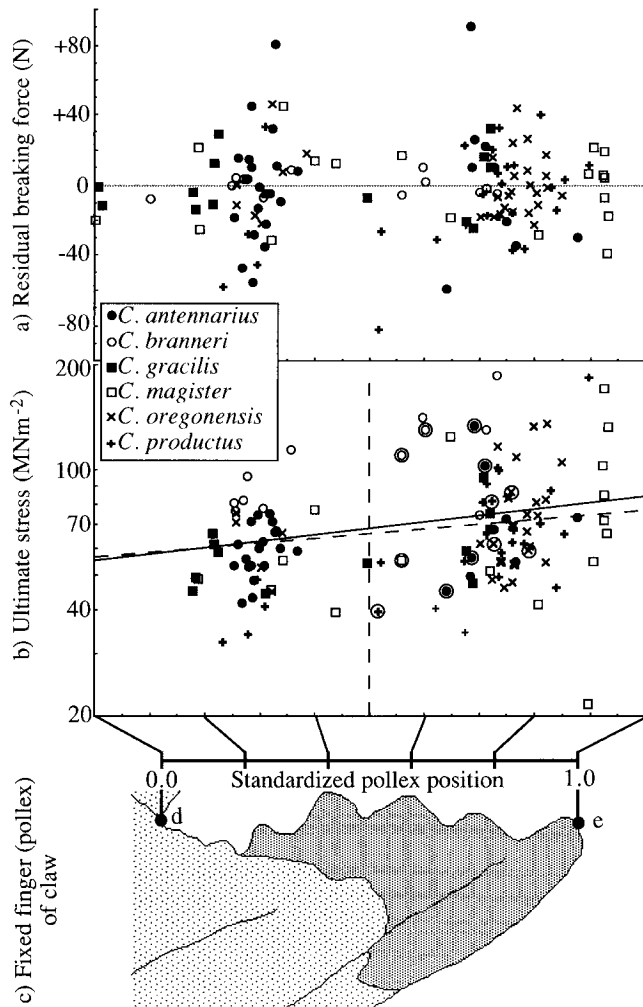 a) Residual breaking force (N)
+80
+40
0
-40
-80
C. antennarius
C. branneri
C. gracilis
C. magister
C. oregonensis
C. productus
b) Ultimate stress (MNm⁻²)
200
100
70
40
20
0.0 Standardized pollex position 1.0
d
e
c) Fixed finger (pollex)
of claw